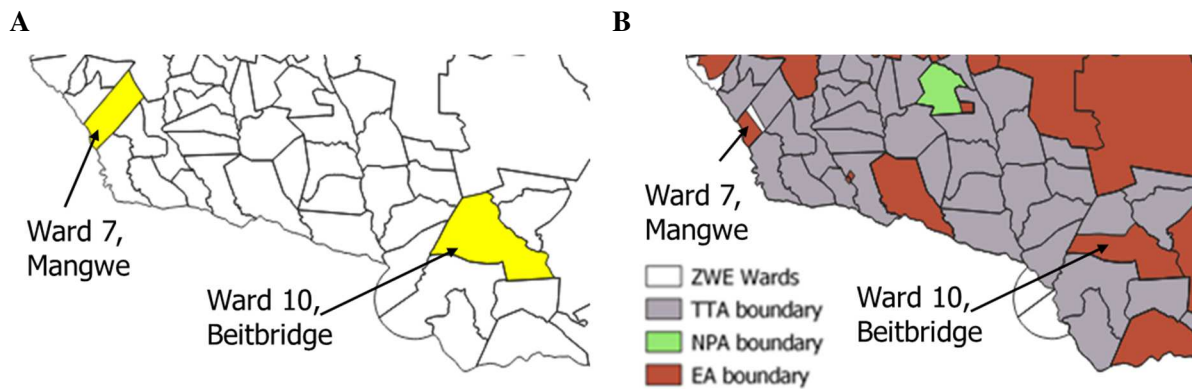 A
Ward 7,
Mangwe
Ward 10,
Beitbridge
B
Ward 7,
Mangwe
ZWE Wards
TTA boundary
NPA boundary
EA boundary
Ward 10,
Beitbridge